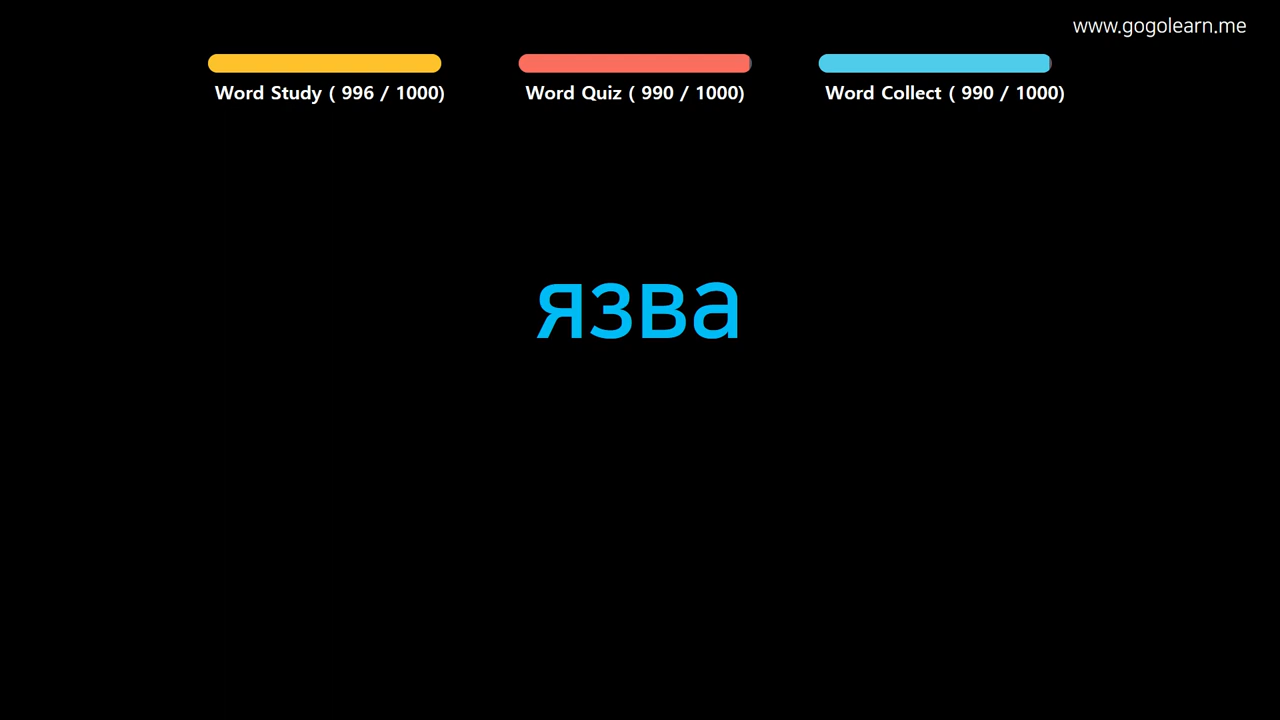 www.gogolearn.me
Word Study ( 996 / 1000)
Word Quiz ( 990 / 1000)
Word Collect ( 990 / 1000)
язва